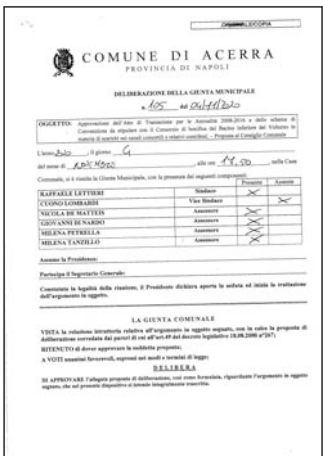 COPIA
COMUNE DI ACERRA
PROVINCIA DI NAPOLI
DELIBERAZIONE DELLA GIUNTA MUNICIPALE
n. 105 del 04/11/2020
OGGETTO: Approvazione dell'Atto di Transazione per le Annualità 2008-2016 e dello schema di
Convenzione da stipulare con il Consorzio di bonifica del Bacino inferiore del Volturno in
materia di scarichi nei canali consortili e relativi contributi. - Proposta al Consiglio Comunale
L'anno 2020, il giorno 4
del mese di NOVEMBRE alle ore 17,50, nella Casa
Comunale, si è riunita la Giunta Municipale, con la presenza dei seguenti componenti:
Presente Assente
RAFFAELE LETTIERI Sindaco
CUONO LOMBARDI Vice Sindaco
NICOLA DE MATTEIS Assessore
GIOVANNI DI NARDO Assessore
MILENA PETRELLA Assessore
MILENA TANZILLO Assessore
Assume la Presidenza:
Partecipa il Segretario Generale:
Constatata la legalità della riunione, il Presidente dichiara aperta la seduta ed inizia la trattazione
dell'argomento in oggetto.
LA GIUNTA COMUNALE
VISTA la relazione istruttoria relativa all'argomento in oggetto segnato, con in calce la proposta di
deliberazione corredata dai pareri di cui all'art.49 del decreto legislativo 18.08.2000 n°267;
RITENUTO di dover approvare la suddetta proposta;
A VOTI unanimi favorevoli, espressi nei modi e termini di legge;
DELIBERA
DI APPROVARE l'allegata proposta di deliberazione, così come formulata, riguardante l'argomento in oggetto
segnato, che nel presente dispositivo si intende integralmente trascritta.